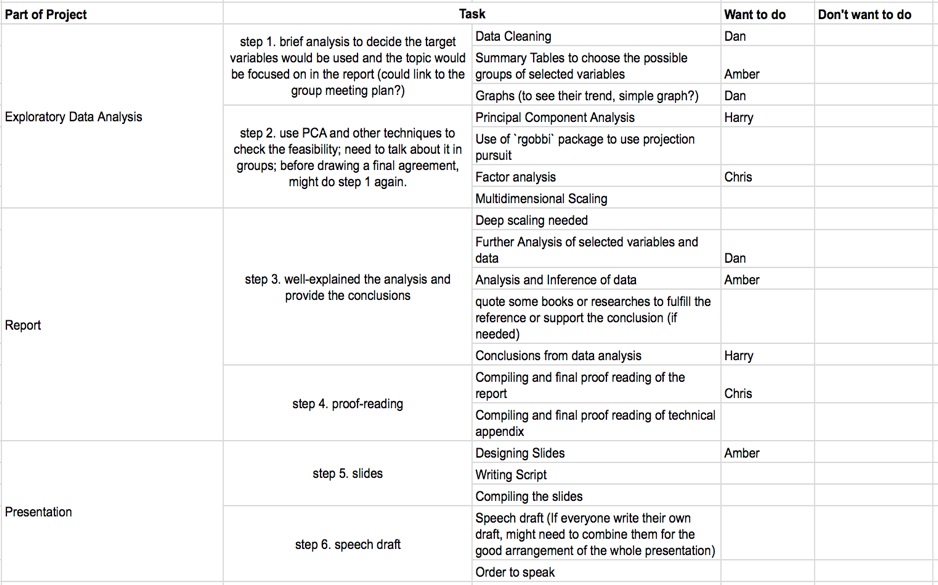 Part of Project Task Want to do Don't want to do
Exploratory Data Analysis
step 1. brief analysis to decide the target
variables would be used and the topic would
be focused on in the report (could link to the
group meeting plan?)
Data Cleaning Dan
Summary Tables to choose the possible
groups of selected variables Amber
Graphs (to see their trend, simple graph?) Dan
step 2. use PCA and other techniques to
check the feasibility; need to talk about it in
groups; before drawing a final agreement,
might do step 1 again.
Principal Component Analysis Harry
Use of `rgobbi` package to use projection
pursuit
Factor analysis Chris
Multidimensional Scaling
Report
step 3. well-explained the analysis and
provide the conclusions
Deep scaling needed
Further Analysis of selected variables and
data Dan
Analysis and Inference of data Amber
quote some books or researches to fulfill the
reference or support the conclusion (if
needed)
Conclusions from data analysis Harry
step 4. proof-reading
Compiling and final proof reading of the
report Chris
Compiling and final proof reading of technical
appendix
Presentation
step 5. slides
Designing Slides Amber
Writing Script
Compiling the slides
step 6. speech draft
Speech draft (If everyone write their own
draft, might need to combine them for the
good arrangement of the whole presentation)
Order to speak